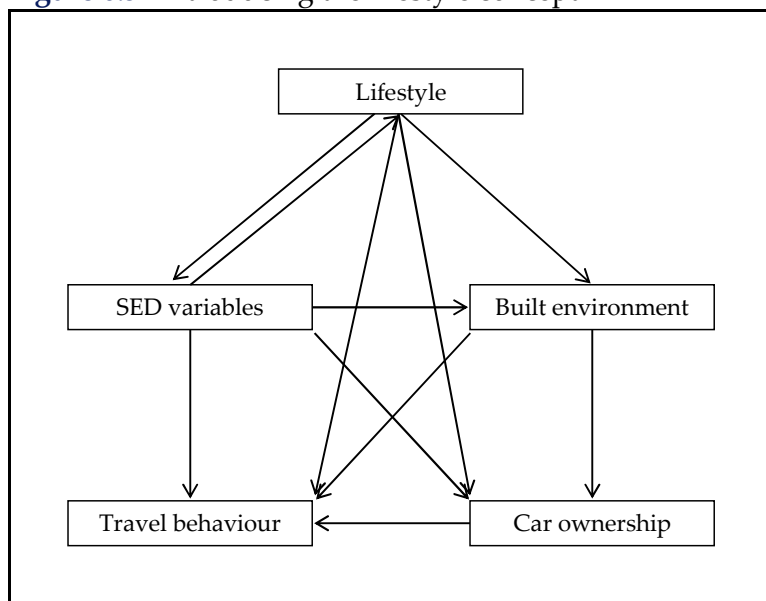 Lifestyle
SED variables
Built environment
Travel behaviour
Car ownership